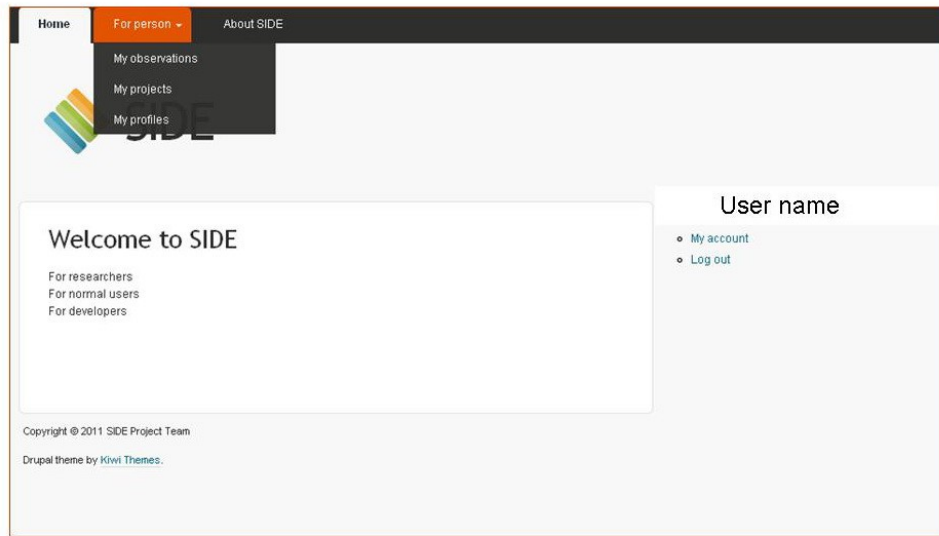 Home For person About SIDE
My observations
My projects
My profiles
SIDE
User name
My account
Log out
Welcome to SIDE
For researchers
For normal users
For developers
Copyright © 2011 SIDE Project Team
Drupal theme by Kiwi Themes.